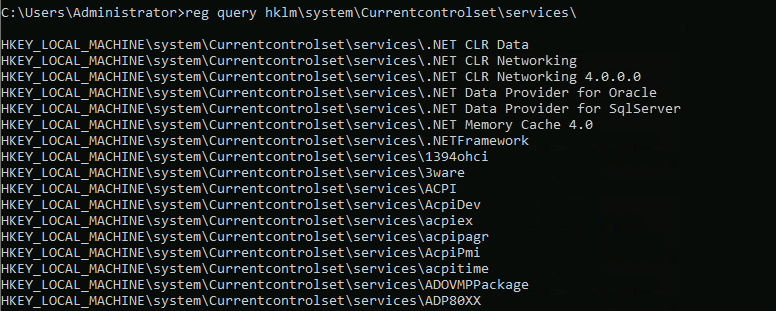 C:\Users\Administrator>reg query hklm\system\Currentcontrolset\services\
HKEY_LOCAL_MACHINE\system\Currentcontrolset\services\.NET CLR Data
HKEY_LOCAL_MACHINE\system\Currentcontrolset\services\.NET CLR Networking
HKEY_LOCAL_MACHINE\system\Currentcontrolset\services\.NET CLR Networking 4.0.0.0
HKEY_LOCAL_MACHINE\system\Currentcontrolset\services\.NET Data Provider for Oracle
HKEY_LOCAL_MACHINE\system\Currentcontrolset\services\.NET Data Provider for SqlServer
HKEY_LOCAL_MACHINE\system\Currentcontrolset\services\.NET Memory Cache 4.0
HKEY_LOCAL_MACHINE\system\Currentcontrolset\services\.NETFramework
HKEY_LOCAL_MACHINE\system\Currentcontrolset\services\1394ohci
HKEY_LOCAL_MACHINE\system\Currentcontrolset\services\3ware
HKEY_LOCAL_MACHINE\system\Currentcontrolset\services\ACPI
HKEY_LOCAL_MACHINE\system\Currentcontrolset\services\AcpiDev
HKEY_LOCAL_MACHINE\system\Currentcontrolset\services\acpiex
HKEY_LOCAL_MACHINE\system\Currentcontrolset\services\acpipagr
HKEY_LOCAL_MACHINE\system\Currentcontrolset\services\AcpiPmi
HKEY_LOCAL_MACHINE\system\Currentcontrolset\services\acpitime
HKEY_LOCAL_MACHINE\system\Currentcontrolset\services\ADOVMPPackage
HKEY_LOCAL_MACHINE\system\Currentcontrolset\services\ADP80XX